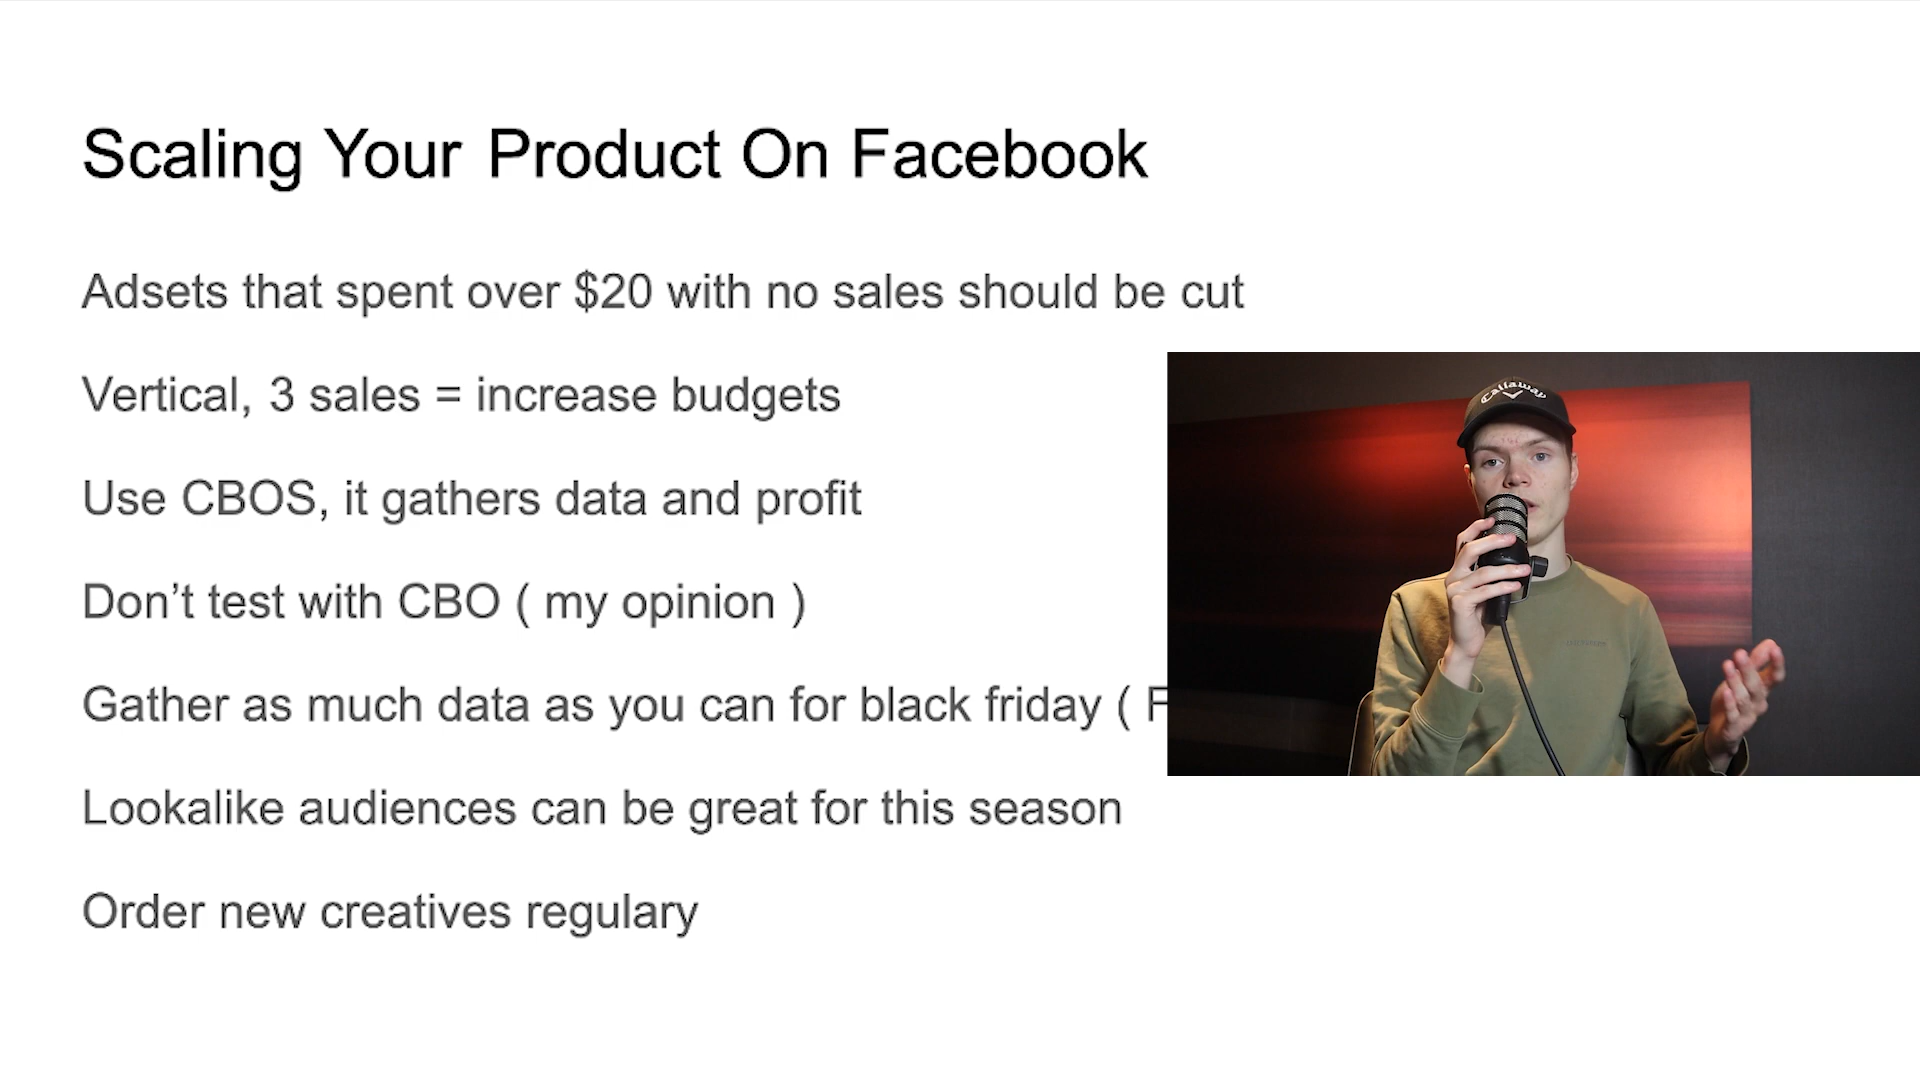 Scaling Your Product On Facebook
Adsets that spent over $20 with no sales should be cut
Vertical, 3 sales = increase budgets
Use CBOS, it gathers data and profit
Don’t test with CBO ( my opinion )
Gather as much data as you can for black friday ( F
Lookalike audiences can be great for this season
Order new creatives regulary
Callaway